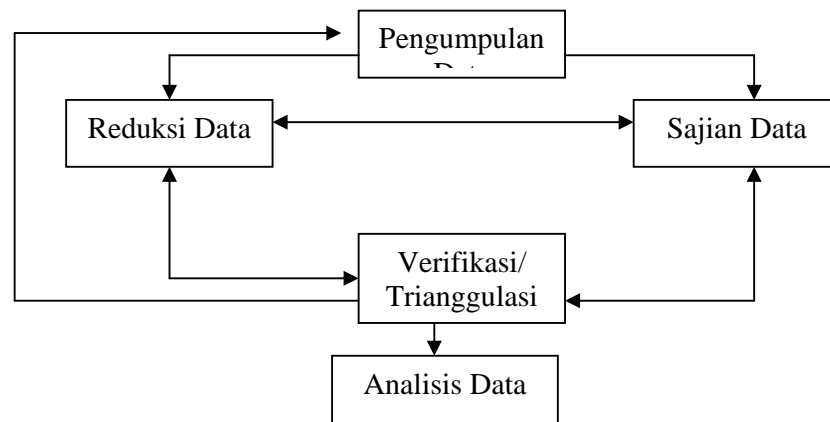 Pengumpulan
Reduksi Data
Sajian Data
Verifikasi/
Trianggulasi
Analisis Data